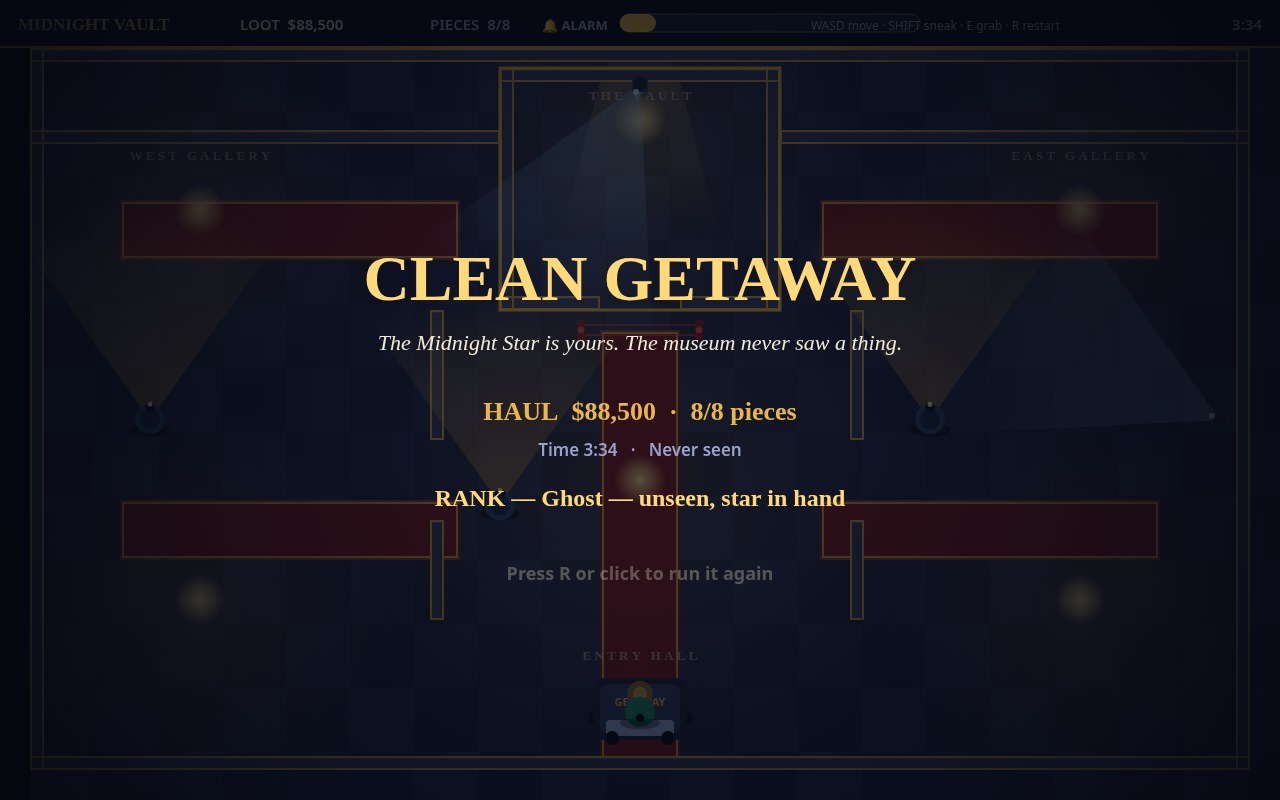 MIDNIGHT VAULT LOOT $88,500 PIECES 8/8 🔔 ALARM WASD move · SHIFT sneak · E grab · R restart 3:34
THE VAULT
WEST GALLERY EAST GALLERY
CLEAN GETAWAY
The Midnight Star is yours. The museum never saw a thing.
HAUL $88,500 · 8/8 pieces
Time 3:34 · Never seen
RANK — Ghost — unseen, star in hand
Press R or click to run it again
ENTRY HALL